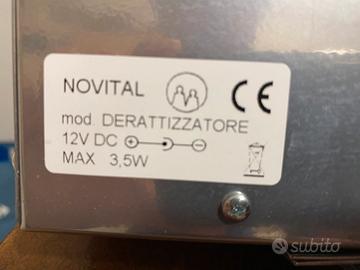 NOVITAL
CE
mod. DERATTIZZATORE
12V DC
MAX 3,5W
subito